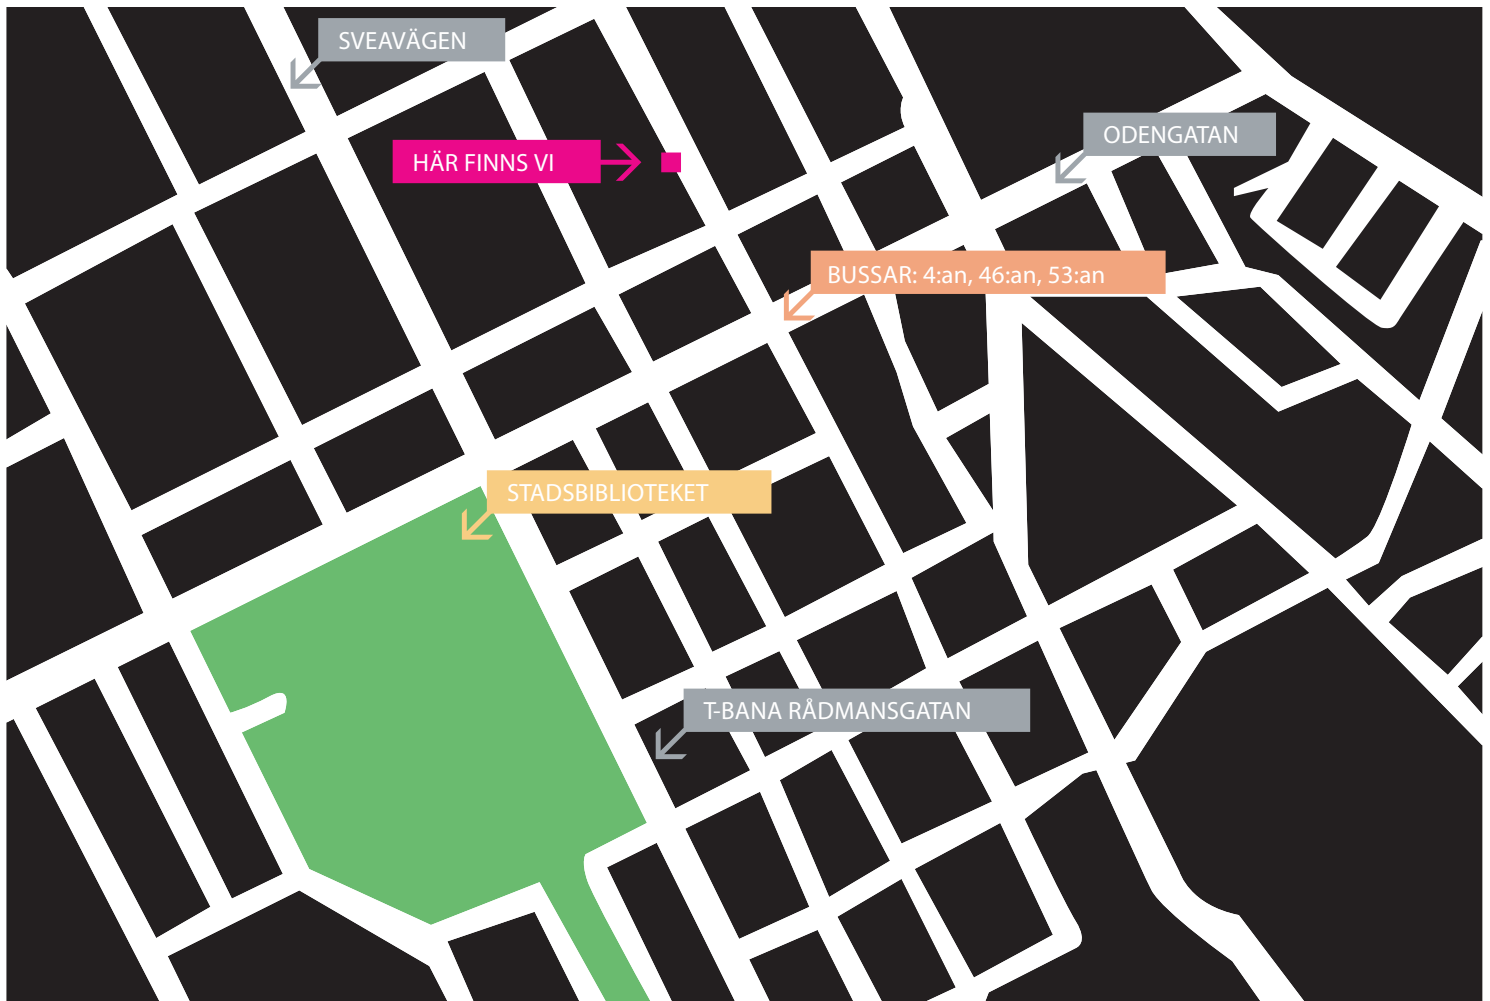 SVEAVÄGEN
ODENGATAN
HÄR FINNS VI
BUSSAR: 4:an, 46:an, 53:an
STADSBIBLIOTEKET
T-BANA RÅDMANSGATAN